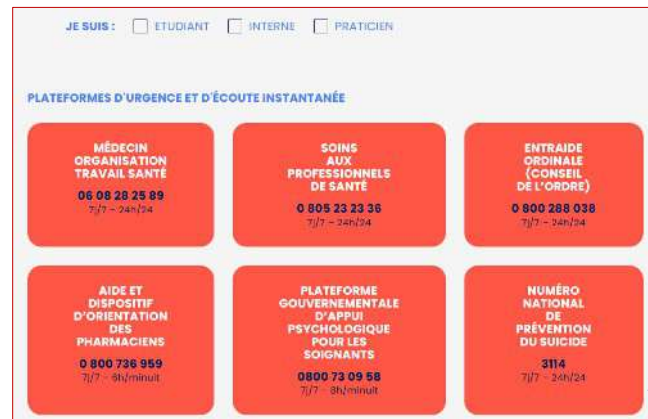 JE SUIS : ETUDIANT INTERNE PRATICIEN
PLATEFORMES D'URGENCE ET D'ÉCOUTE INSTANTANÉE
MÉDECIN
ORGANISATION
TRAVAIL SANTÉ
06 08 28 25 89
7j/7 – 24h/24
SOINS
AUX
PROFESSIONNELS
DE SANTÉ
0 805 23 23 36
7j/7 – 24h/24
ENTRAIDE
ORDINALE
(CONSEIL
DE L'ORDRE)
0 800 288 038
7j/7 – 24h/24
AIDE ET
DISPOSITIF
D'ORIENTATION
DES
PHARMACIENS
0 800 736 959
7j/7 – 6h/minuit
PLATEFORME
GOUVERNEMENTALE
D'APPUI
PSYCHOLOGIQUE
POUR LES
SOIGNANTS
0800 73 09 58
7j/7 – 8h/minuit
NUMÉRO
NATIONAL
DE
PRÉVENTION
DU SUICIDE
3114
7j/7 – 24h/24